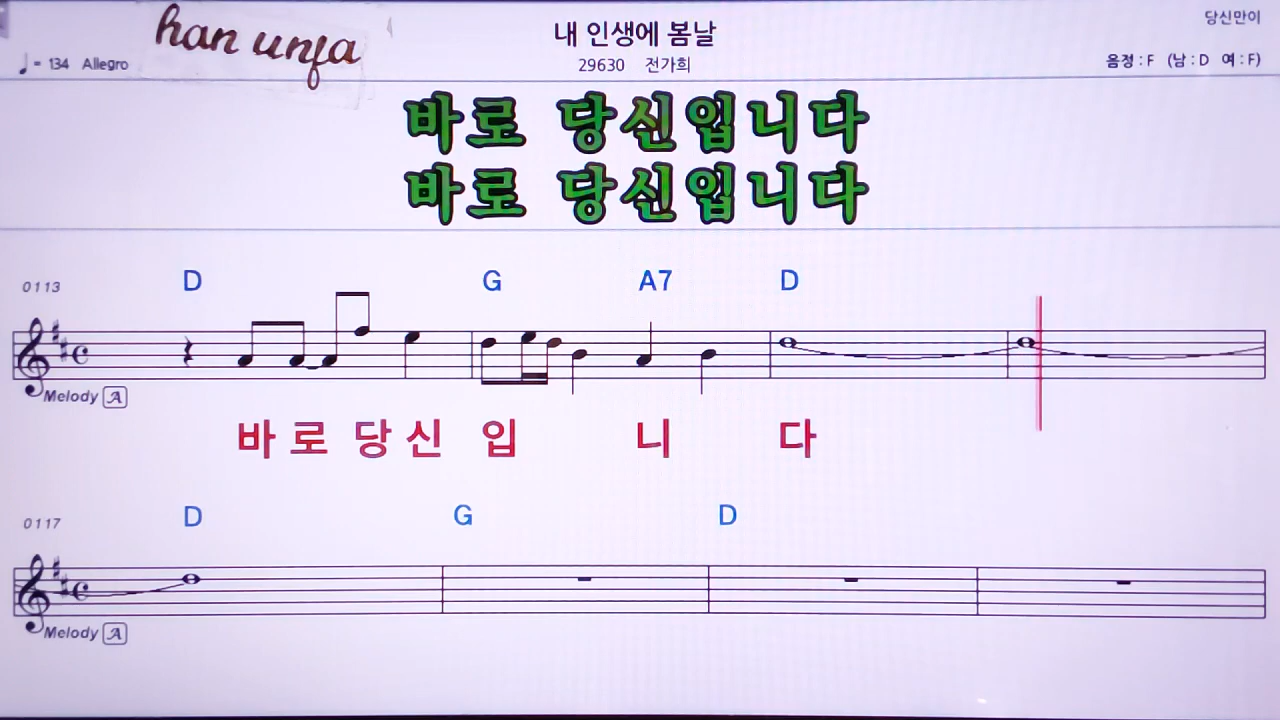 han unfa
내 인생에 봄날
당신만이
♩= 134 Allegro
29630 전가희
음정 : F (남 : D 여 : F)
바로 당신입니다
바로 당신입니다
0113
D G A7 D
Melody A
바 로 당 신 입 니 다
0117
D G D
Melody A